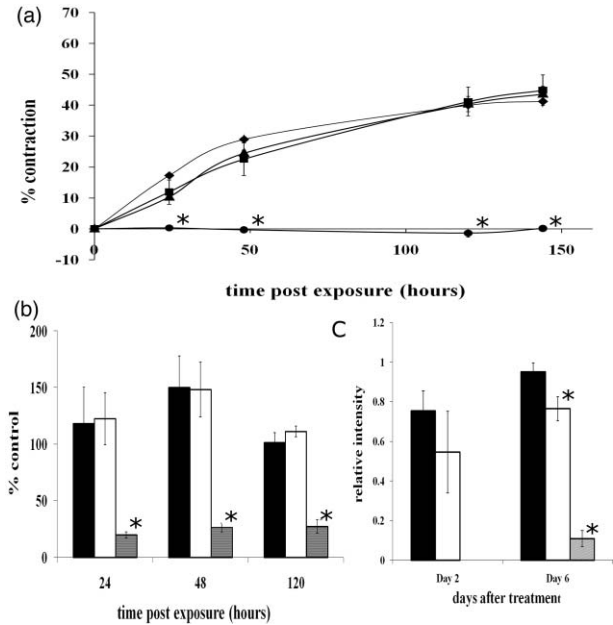 (a)
70
60
50
40
30
20
10
0
-10
% contraction
* * * *
0 50 100 150
time post exposure (hours)
(b)
200
150
100
50
0
% control
* * *
24 48 120
time post exposure (hours)
C
1.2
1
0.8
0.6
0.4
0.2
0
relative intensity
*
*
Day 2 Day 6
days after treatment